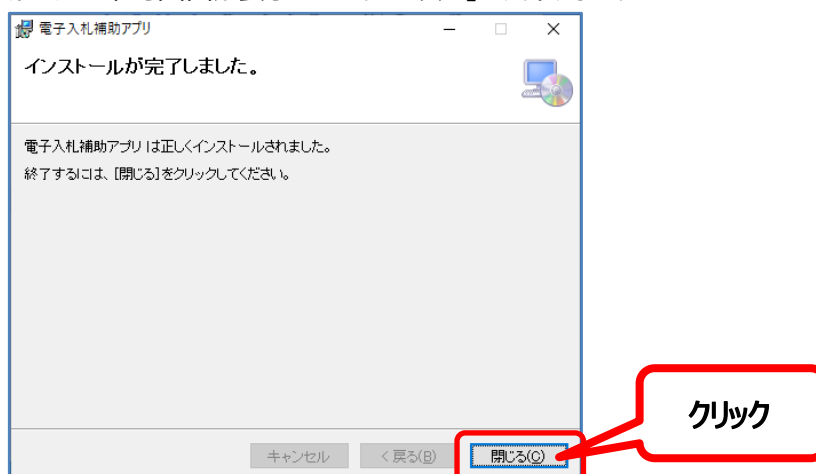 電子入札補助アプリ
インストールが完了しました。
電子入札補助アプリ は正しくインストールされました。
終了するには、[閉じる]をクリックしてください。
クリック
キャンセル
< 戻る(B)
閉じる(C)